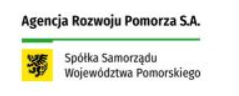 Agencja Rozwoju Pomorza S.A.
Spółka Samorządu
Województwa Pomorskiego